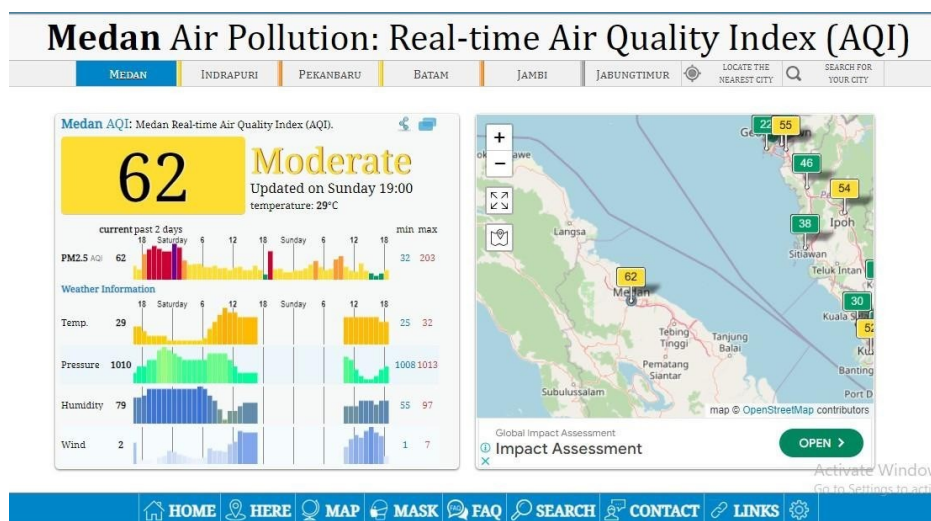 Medan Air Pollution: Real-time Air Quality Index (AQI)
MEDAN INDRAPURI PEKANBARU BATAM JAMBI JABUNGTIMUR LOCATE THE NEAREST CITY SEARCH FOR YOUR CITY
Medan AQI: Medan Real-time Air Quality Index (AQI).
62
Moderate
Updated on Sunday 19:00
temperature: 29°C
current past 2 days min max
18 Saturday 6 12 18 Sunday 6 12 18
PM2.5 AQI 62 32 203
Weather Information
18 Saturday 6 12 18 Sunday 6 12 18
Temp. 29 25 32
Pressure 1010 1008 1013
Humidity 79 55 97
Wind 2 1 7
+
−
22 55
46
54
38 Ipoh
Langsa
Sitiawan
Teluk Intan
62
Medan
30
Kuala
52
Tebing Tinggi
Tanjung Balai
Pematang Siantar
Banting
Subulussalam
Port D
map © OpenStreetMap contributors
Global Impact Assessment
Impact Assessment
OPEN >
Activate Window
Go to Settings to acti
HOME HERE MAP MASK FAQ SEARCH CONTACT LINKS